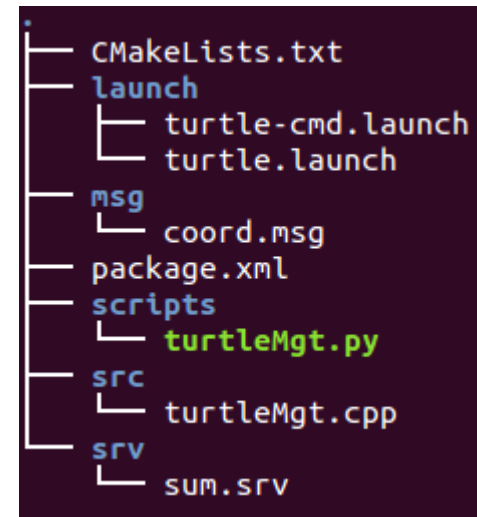 .
CMakeLists.txt
launch
turtle-cmd.launch
turtle.launch
msg
coord.msg
package.xml
scripts
turtleMgt.py
src
turtleMgt.cpp
srv
sum.srv